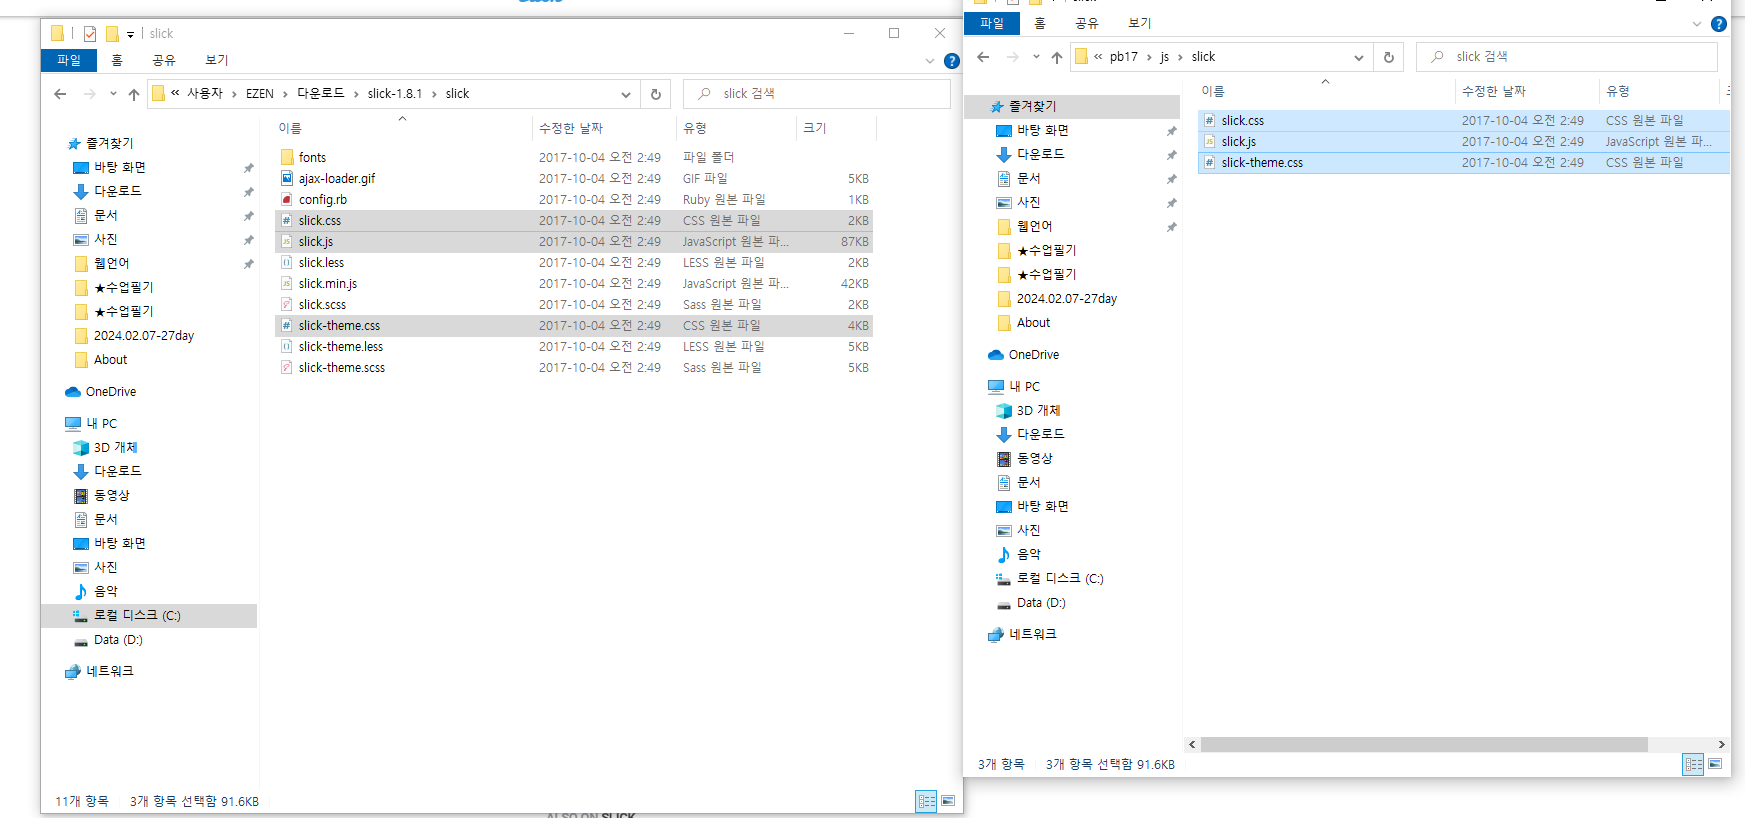 slick
파일 홈 공유 보기
« 사용자 > EZEN > 다운로드 > slick-1.8.1 > slick
slick 검색
이름 수정한 날짜 유형 크기
즐겨찾기
바탕 화면
다운로드
문서
사진
웹언어
★수업필기
★수업필기
2024.02.07-27day
About
OneDrive
내 PC
3D 개체
다운로드
동영상
문서
바탕 화면
사진
음악
로컬 디스크 (C:)
Data (D:)
네트워크
fonts 2017-10-04 오전 2:49 파일 폴더
ajax-loader.gif 2017-10-04 오전 2:49 GIF 파일 5KB
config.rb 2017-10-04 오전 2:49 Ruby 원본 파일 1KB
slick.css 2017-10-04 오전 2:49 CSS 원본 파일 2KB
slick.js 2017-10-04 오전 2:49 JavaScript 원본 파... 87KB
slick.less 2017-10-04 오전 2:49 LESS 원본 파일 2KB
slick.min.js 2017-10-04 오전 2:49 JavaScript 원본 파... 42KB
slick.scss 2017-10-04 오전 2:49 Sass 원본 파일 2KB
slick-theme.css 2017-10-04 오전 2:49 CSS 원본 파일 4KB
slick-theme.less 2017-10-04 오전 2:49 LESS 원본 파일 5KB
slick-theme.scss 2017-10-04 오전 2:49 Sass 원본 파일 5KB
11개 항목 3개 항목 선택함 91.6KB
파일 홈 공유 보기
« pb17 > js > slick
slick 검색
이름 수정한 날짜 유형
즐겨찾기
바탕 화면
다운로드
문서
사진
웹언어
★수업필기
★수업필기
2024.02.07-27day
About
OneDrive
내 PC
3D 개체
다운로드
동영상
문서
바탕 화면
사진
음악
로컬 디스크 (C:)
Data (D:)
네트워크
slick.css 2017-10-04 오전 2:49 CSS 원본 파일
slick.js 2017-10-04 오전 2:49 JavaScript 원본 파...
slick-theme.css 2017-10-04 오전 2:49 CSS 원본 파일
3개 항목 3개 항목 선택함 91.6KB
ALSO ON SLICK